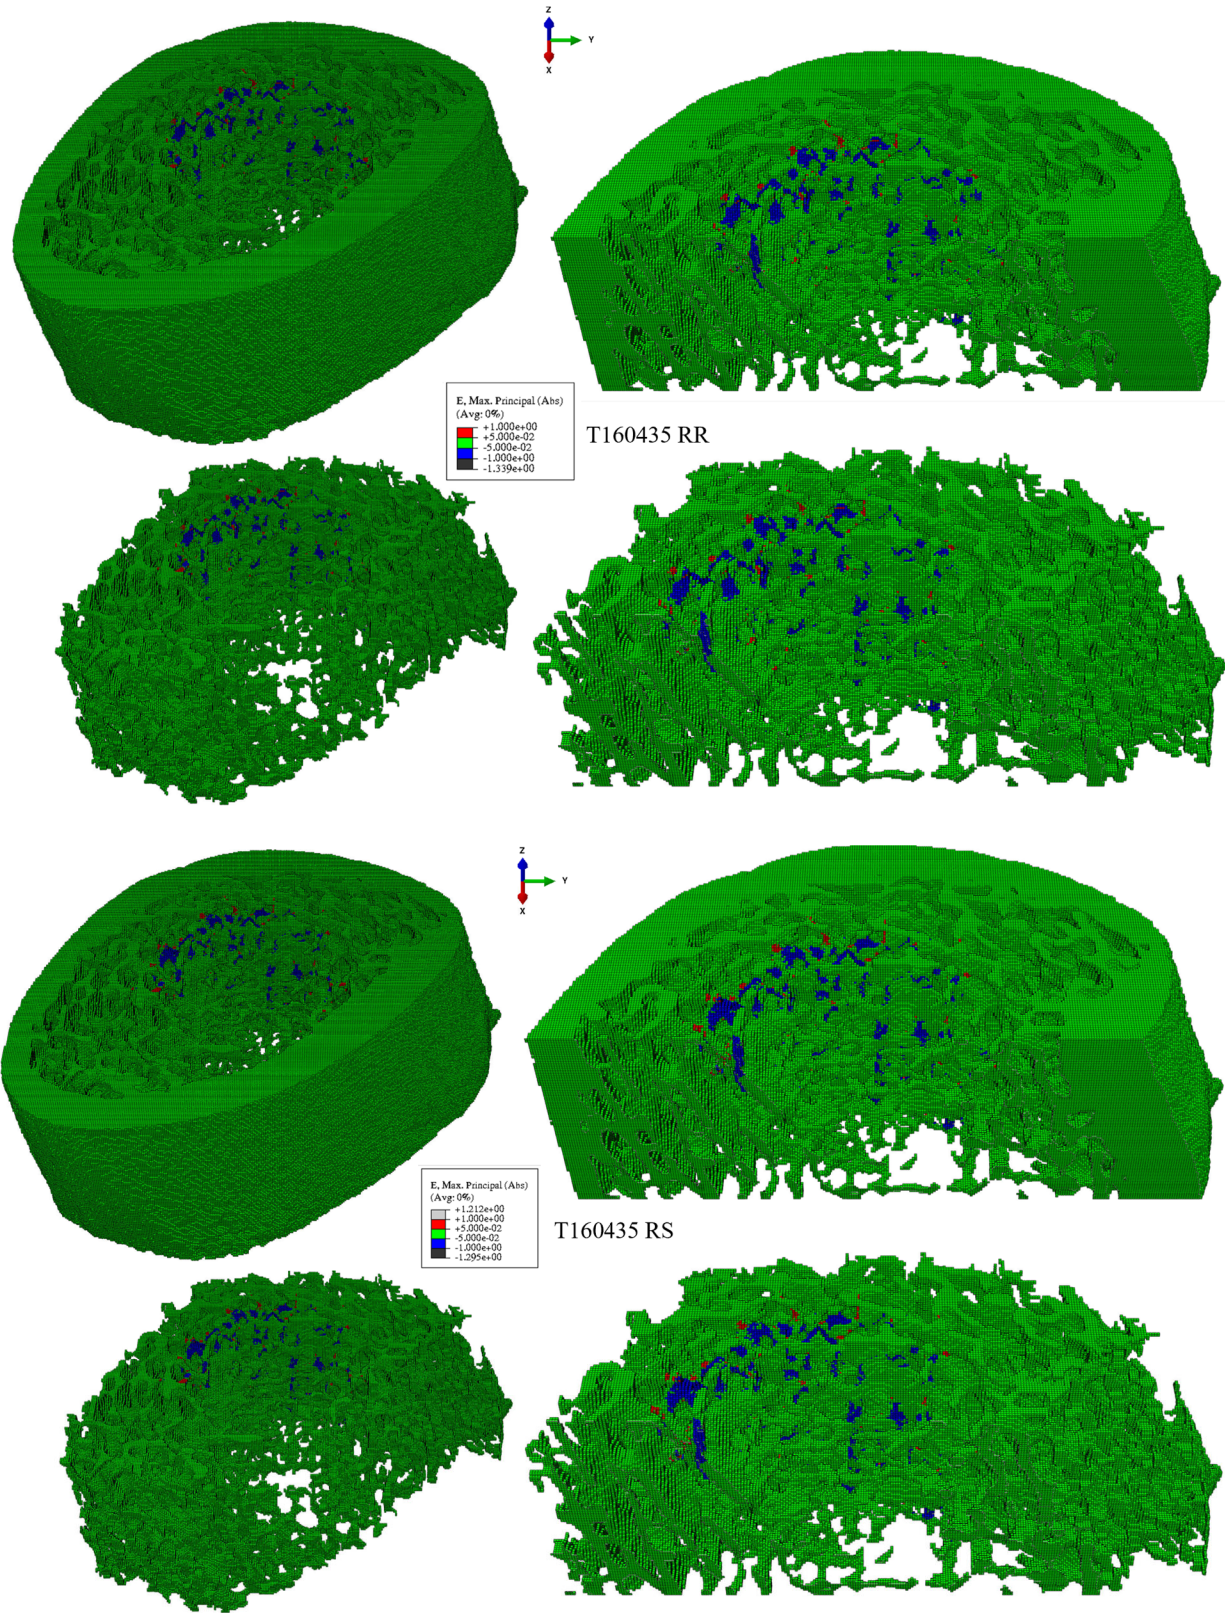 Z
Y
X
E, Max. Principal (Abs)
(Avg: 0%)
+1.000e+00
+5.000e-02
-5.000e-02
-1.000e+00
-1.339e+00
T160435 RR
Z
Y
X
E, Max. Principal (Abs)
(Avg: 0%)
+1.212e+00
+1.000e+00
+5.000e-02
-5.000e-02
-1.000e+00
-1.295e+00
T160435 RS